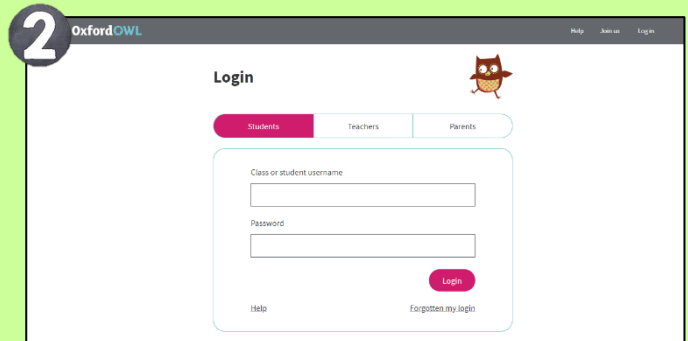 2
OxfordOWL Help Join us Log in
Login
Students Teachers Parents
Class or student username
Password
Login
Help Forgotten my login